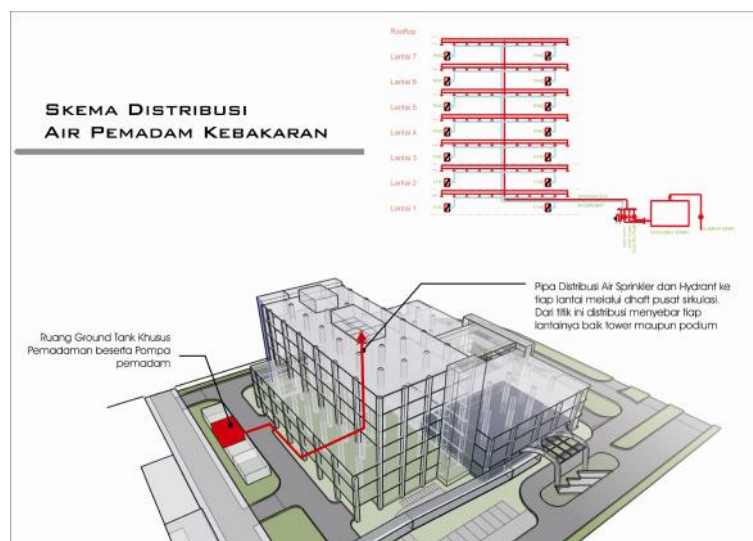 SKEMA DISTRIBUSI
AIR PEMADAM KEBAKARAN
Rooftop
Lantai 7
Lantai 6
Lantai 5
Lantai 4
Lantai 3
Lantai 2
Lantai 1
Pipa Distribusi Air Sprinkler dan Hydrant ke
tiap lantai melalui dhaft pusat sirkulasi.
Dari titik ini distribusi menyebar tiap
lantainya baik tower maupun podium
Ruang Ground Tank Khusus
Pemadaman beserta Pompa
pemadam